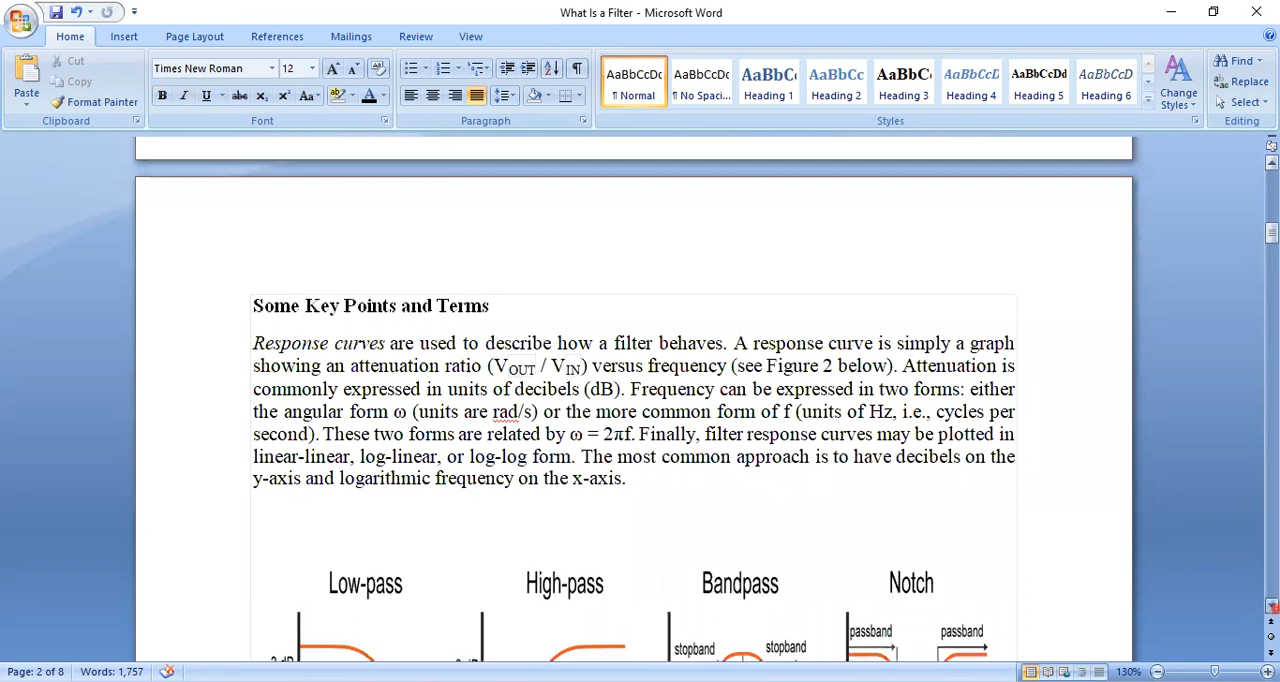 What Is a Filter - Microsoft Word
Home Insert Page Layout References Mailings Review View
Paste
Cut
Copy
Format Painter
Clipboard
Times New Roman 12
Font
Paragraph
AaBbCcDc AaBbCcDc AaBbC AaBbCc AaBbC AaBbCcD AaBbCcDd AaBbCcD
¶ Normal ¶ No Spaci... Heading 1 Heading 2 Heading 3 Heading 4 Heading 5 Heading 6
Styles
Change
Styles
Find
Replace
Select
Editing
Some Key Points and Terms
Response curves are used to describe how a filter behaves. A response curve is simply a graph
showing an attenuation ratio (VOUT / VIN) versus frequency (see Figure 2 below). Attenuation is
commonly expressed in units of decibels (dB). Frequency can be expressed in two forms: either
the angular form ω (units are rad/s) or the more common form of f (units of Hz, i.e., cycles per
second). These two forms are related by ω = 2πf. Finally, filter response curves may be plotted in
linear-linear, log-linear, or log-log form. The most common approach is to have decibels on the
y-axis and logarithmic frequency on the x-axis.
Low-pass High-pass Bandpass Notch
stopband stopband passband passband
Page: 2 of 8 Words: 1,757 130%